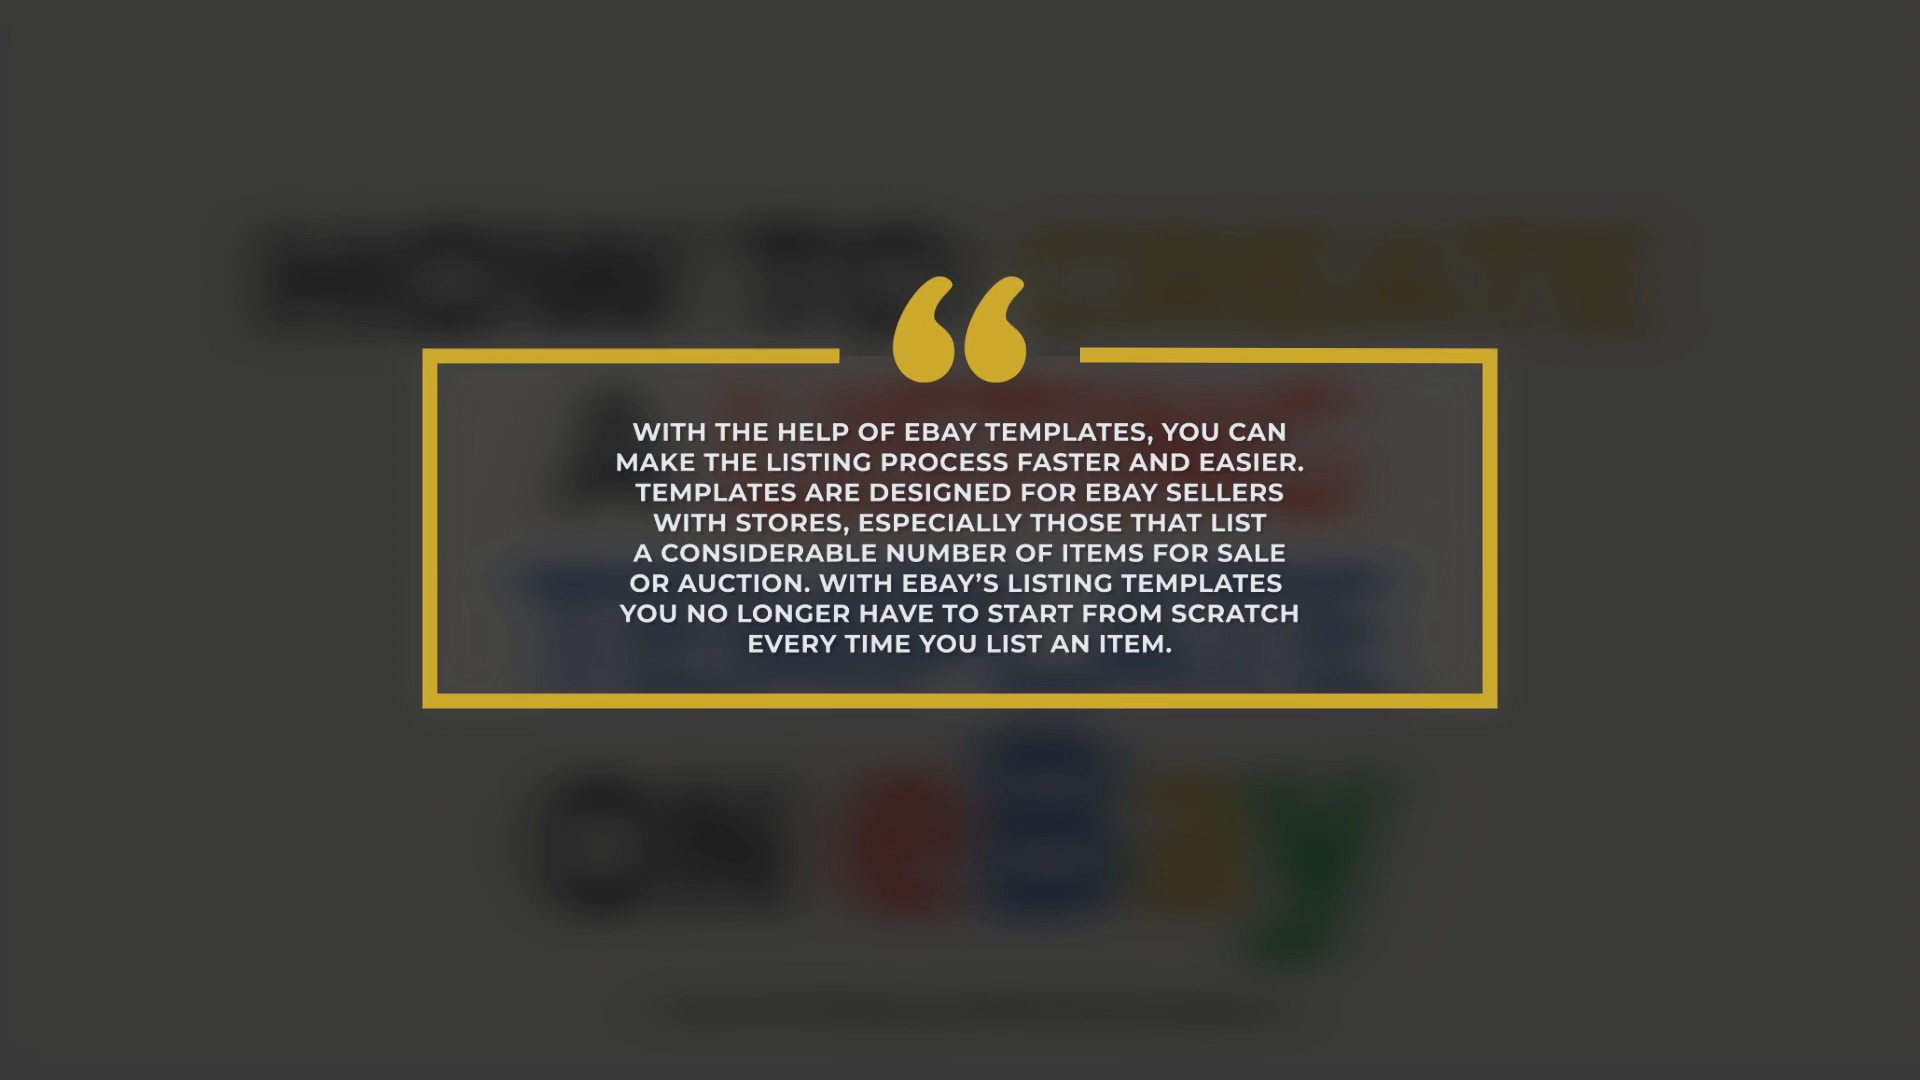 WITH THE HELP OF EBAY TEMPLATES, YOU CAN
MAKE THE LISTING PROCESS FASTER AND EASIER.
TEMPLATES ARE DESIGNED FOR EBAY SELLERS
WITH STORES, ESPECIALLY THOSE THAT LIST
A CONSIDERABLE NUMBER OF ITEMS FOR SALE
OR AUCTION. WITH EBAY’S LISTING TEMPLATES
YOU NO LONGER HAVE TO START FROM SCRATCH
EVERY TIME YOU LIST AN ITEM.